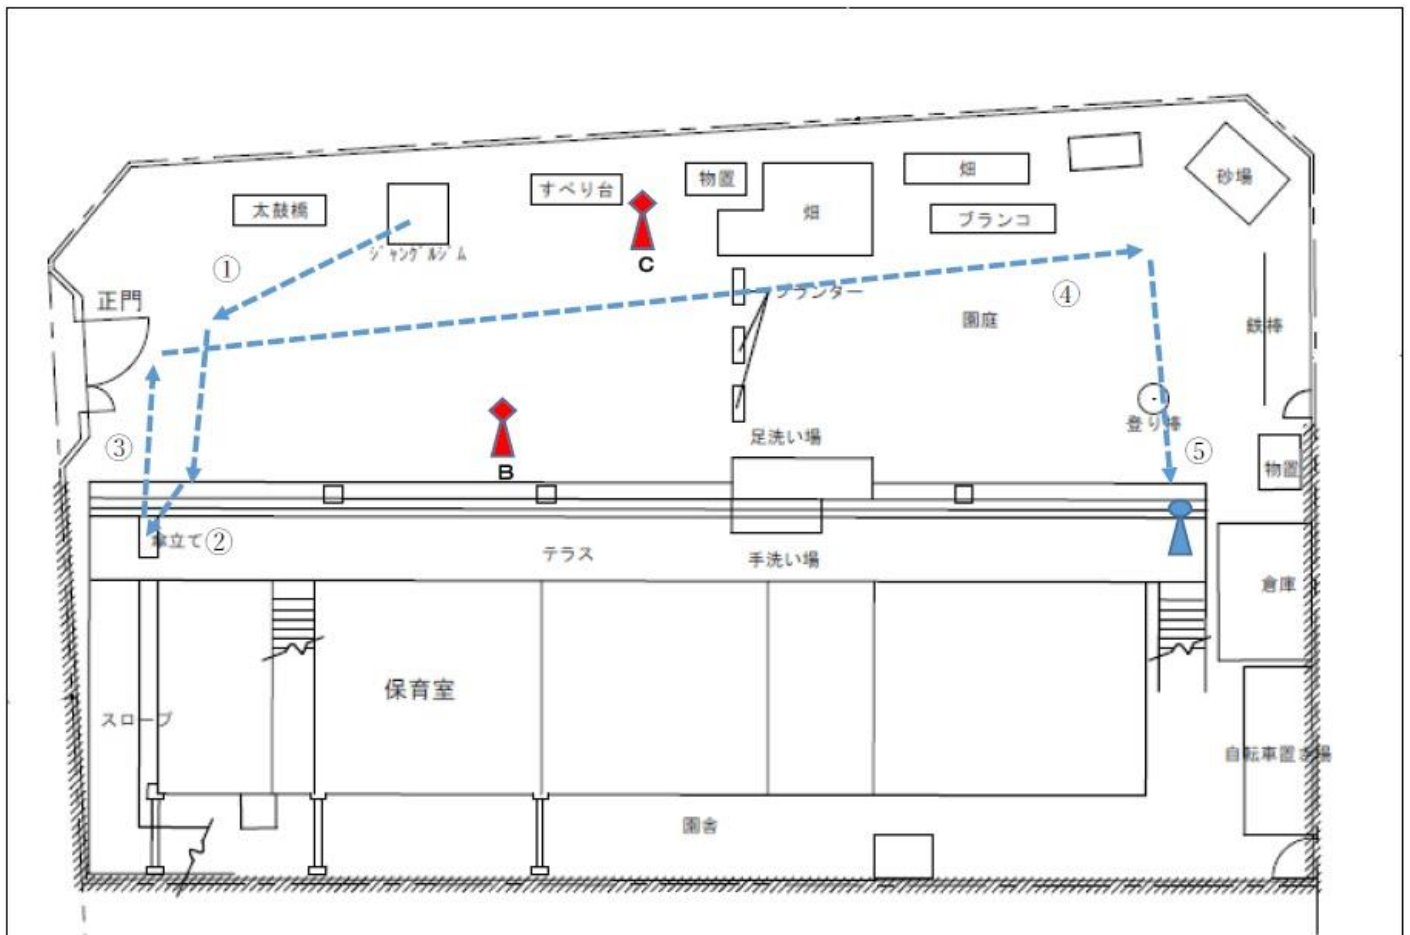 物置
畑
畑
砂場
すべり台
太鼓橋
ブランコ
ジャングルジム
C
①
正門
プランター
④
園庭
鉄棒
登り棒
足洗い場
③
⑤
B
物置
傘立て②
テラス
手洗い場
倉庫
保育室
スロープ
自転車置き場
園舎